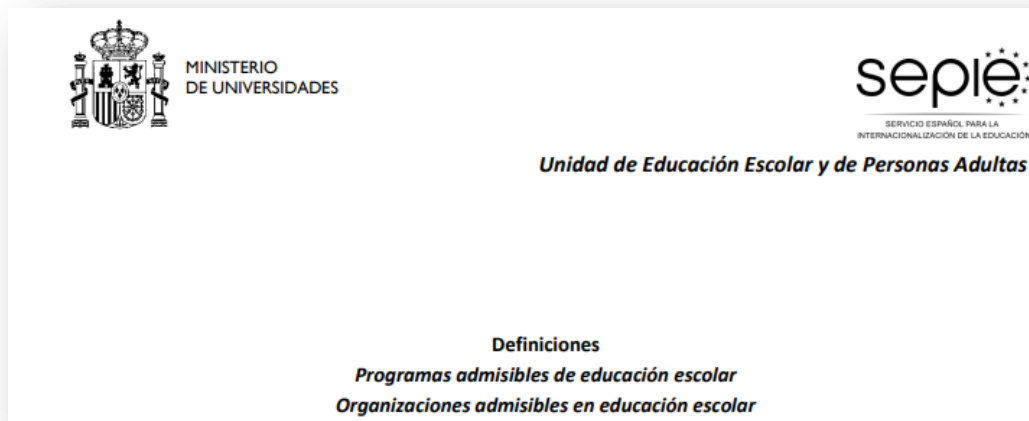 MINISTERIO
DE UNIVERSIDADES
sepie
SERVICIO ESPAÑOL PARA LA
INTERNACIONALIZACIÓN DE LA EDUCACIÓN
Unidad de Educación Escolar y de Personas Adultas
Definiciones
Programas admisibles de educación escolar
Organizaciones admisibles en educación escolar